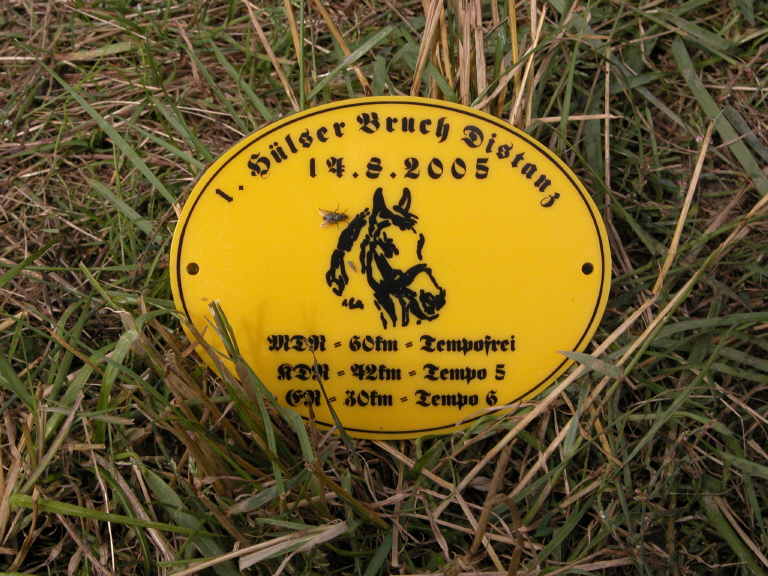 1. Hülser Bruch Distanz
14.8.2005
MDR - 60km - Tempofrei
KDR - 42km - Tempo 5
ER - 30km - Tempo 6